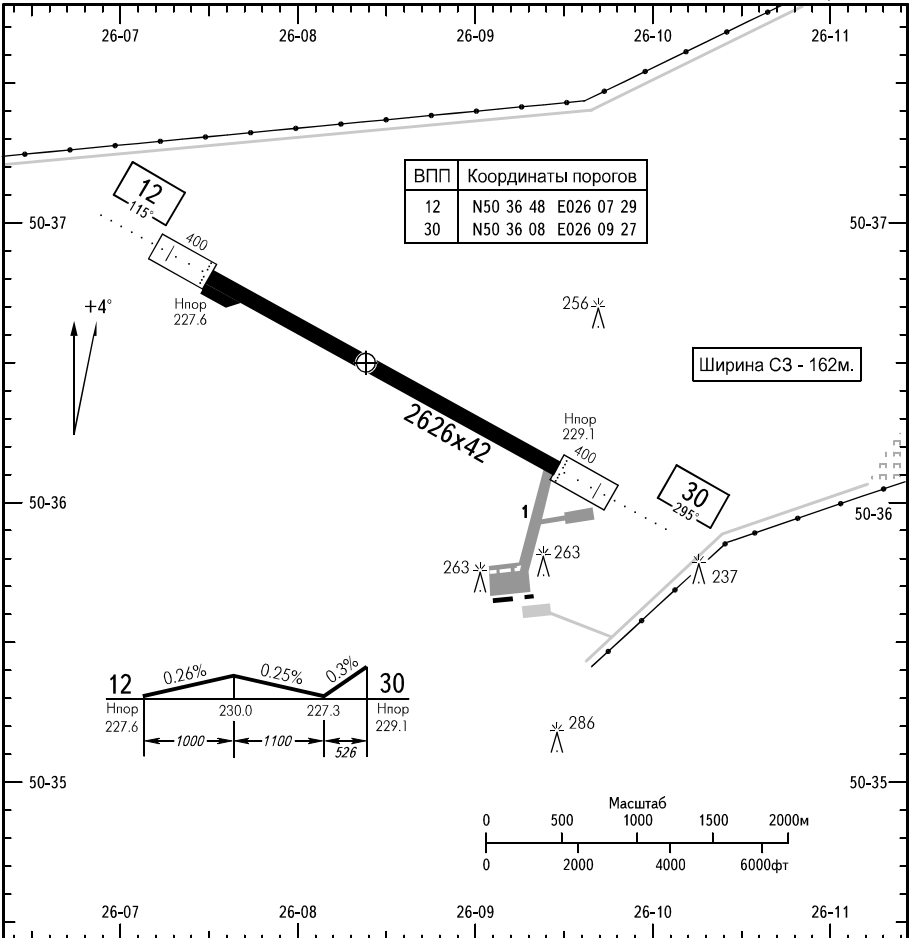 26-07 26-08 26-09 26-10 26-11
ВПП Координаты порогов
12 N50 36 48 E026 07 29
30 N50 36 08 E026 09 27
12
115°
50-37 50-37
400
Нпор
227.6
+4°
256
Ширина СЗ - 162м.
2626x42
Нпор
229.1
400
30
295°
50-36 50-36
1
263
263
237
12 0.26% 0.25% 0.3% 30
Нпор 230.0 227.3 Нпор
227.6 229.1
1000 1100 526
286
50-35 50-35
Масштаб
0 500 1000 1500 2000м
0 2000 4000 6000фт
26-07 26-08 26-09 26-10 26-11